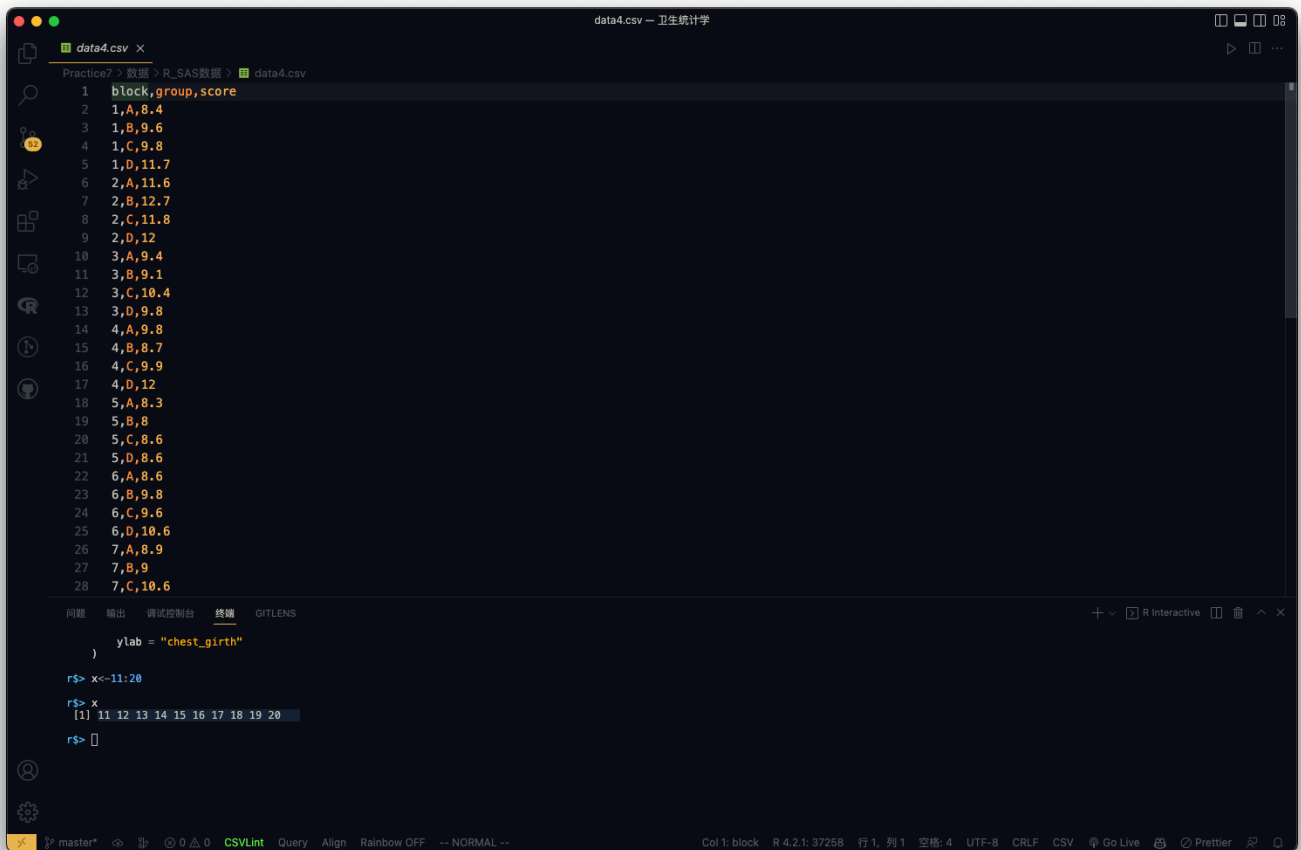 data4.csv — 卫生统计学
data4.csv
Practice7 > 数据 > R_SAS数据 > data4.csv
1 block,group,score
2 1,A,8.4
3 1,B,9.6
4 1,C,9.8
5 1,D,11.7
6 2,A,11.6
7 2,B,12.7
8 2,C,11.8
9 2,D,12
10 3,A,9.4
11 3,B,9.1
12 3,C,10.4
13 3,D,9.8
14 4,A,9.8
15 4,B,8.7
16 4,C,9.9
17 4,D,12
18 5,A,8.3
19 5,B,8
20 5,C,8.6
21 5,D,8.6
22 6,A,8.6
23 6,B,9.8
24 6,C,9.6
25 6,D,10.6
26 7,A,8.9
27 7,B,9
28 7,C,10.6
52
问题 输出 调试控制台 终端 GITLENS R Interactive
ylab = "chest_girth"
)
r$> x<-11:20
r$> x
[1] 11 12 13 14 15 16 17 18 19 20
r$>
master* 0 0 CSVLint Query Align Rainbow OFF -- NORMAL -- Col 1: block R 4.2.1: 37258 行 1, 列 1 空格: 4 UTF-8 CRLF CSV Go Live Prettier